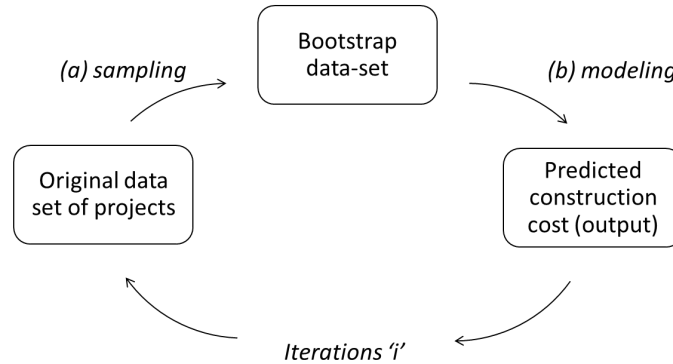 Bootstrap
data-set
(a) sampling
(b) modeling
Original data
set of projects
Predicted
construction
cost (output)
Iterations ‘i’